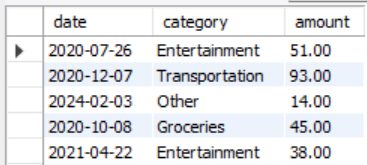 date category amount
2020-07-26 Entertainment 51.00
2020-12-07 Transportation 93.00
2024-02-03 Other 14.00
2020-10-08 Groceries 45.00
2021-04-22 Entertainment 38.00